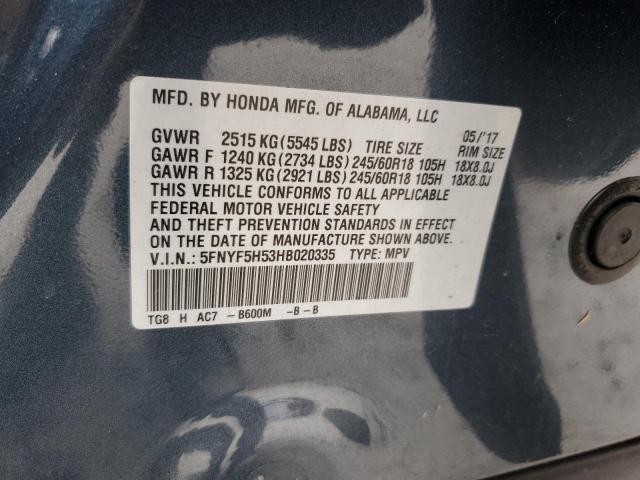 MFD. BY HONDA MFG. OF ALABAMA, LLC
GVWR 2515 KG (5545 LBS) TIRE SIZE 05/'17 RIM SIZE
GAWR F 1240 KG (2734 LBS) 245/60R18 105H 18X8.0J
GAWR R 1325 KG (2921 LBS) 245/60R18 105H 18X8.0J
THIS VEHICLE CONFORMS TO ALL APPLICABLE
FEDERAL MOTOR VEHICLE SAFETY
AND THEFT PREVENTION STANDARDS IN EFFECT
ON THE DATE OF MANUFACTURE SHOWN ABOVE.
V.I.N.: 5FNYF5H53HB020335 TYPE: MPV
TG8 H AC7 -B600M -B-B